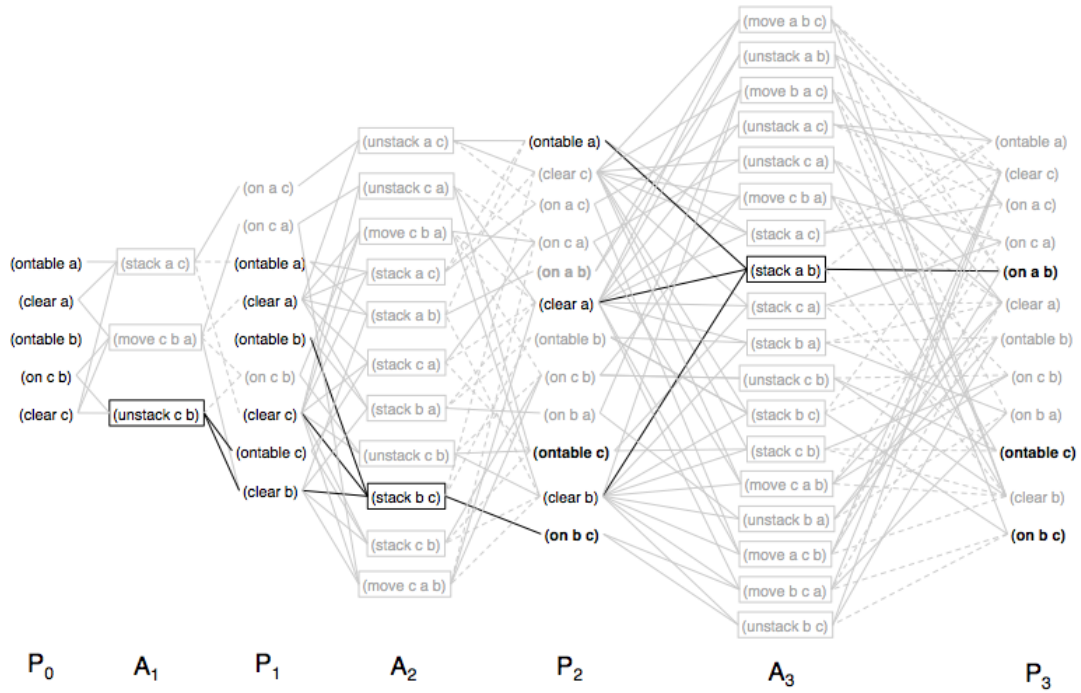 (ontable a)
(clear a)
(ontable b)
(on c b)
(clear c)
(stack a c)
(move c b a)
(unstack c b)
(on a c)
(on c a)
(ontable a)
(clear a)
(ontable b)
(on c b)
(clear c)
(ontable c)
(clear b)
(unstack a c)
(unstack c a)
(move c b a)
(stack a c)
(stack a b)
(stack c a)
(stack b a)
(unstack c b)
(stack b c)
(stack c b)
(move c a b)
(ontable a)
(clear c)
(on a c)
(on c a)
(on a b)
(clear a)
(ontable b)
(on c b)
(on b a)
(ontable c)
(clear b)
(on b c)
(move a b c)
(unstack a b)
(move b a c)
(unstack a c)
(unstack c a)
(move c b a)
(stack a c)
(stack a b)
(stack c a)
(stack b a)
(unstack c b)
(stack b c)
(stack c b)
(move c a b)
(unstack b a)
(move a c b)
(move b c a)
(unstack b c)
(ontable a)
(clear c)
(on a c)
(on c a)
(on a b)
(clear a)
(ontable b)
(on c b)
(on b a)
(ontable c)
(clear b)
(on b c)
P0 A1 P1 A2 P2 A3 P3